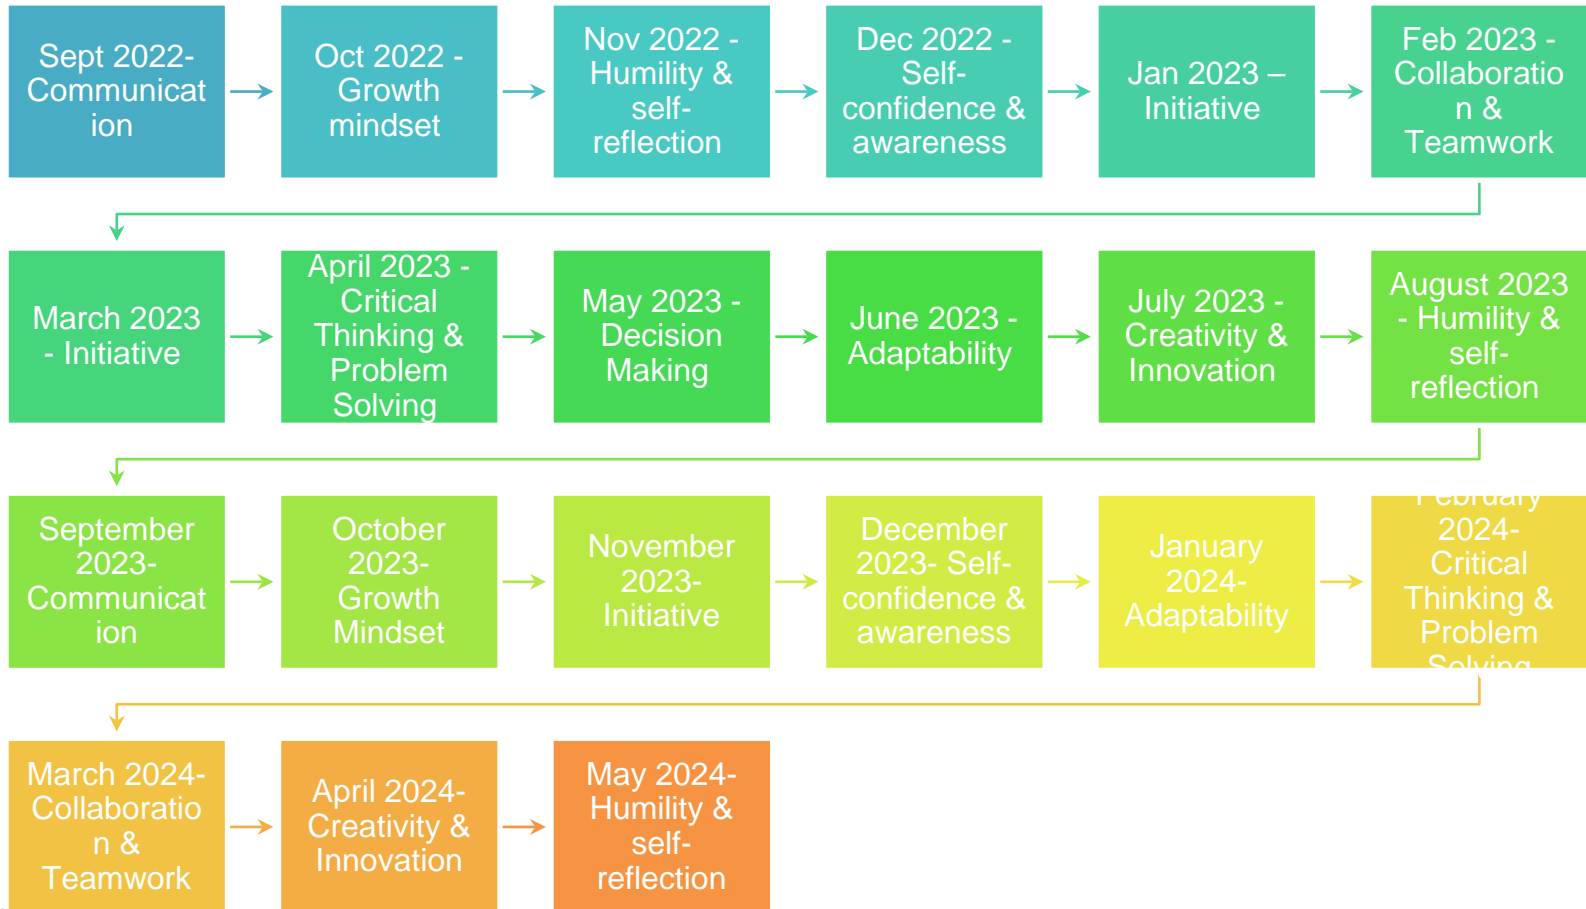 Sept 2022-
Communicat
ion
Oct 2022 -
Growth
mindset
Nov 2022 -
Humility &
self-
reflection
Dec 2022 -
Self-
confidence &
awareness
Jan 2023 –
Initiative
Feb 2023 -
Collaboratio
n &
Teamwork
March 2023
- Initiative
April 2023 -
Critical
Thinking &
Problem
Solving
May 2023 -
Decision
Making
June 2023 -
Adaptability
July 2023 -
Creativity &
Innovation
August 2023
- Humility &
self-
reflection
September
2023-
Communicat
ion
October
2023-
Growth
Mindset
November
2023-
Initiative
December
2023- Self-
confidence &
awareness
January
2024-
Adaptability
February
2024-
Critical
Thinking &
Problem
Solving
March 2024-
Collaboratio
n &
Teamwork
April 2024-
Creativity &
Innovation
May 2024-
Humility &
self-
reflection